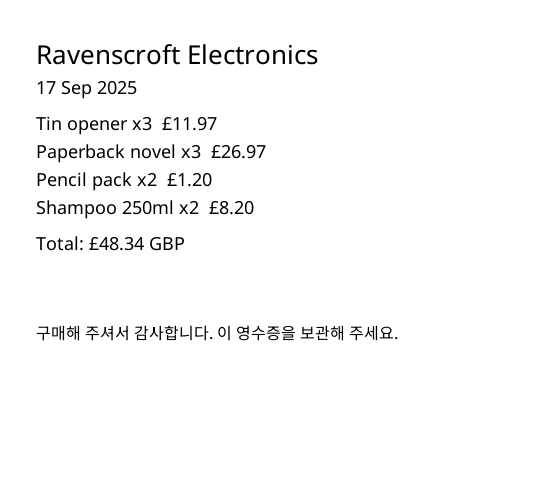 Ravenscroft Electronics
17 Sep 2025
Tin opener x3  £11.97
Paperback novel x3  £26.97
Pencil pack x2  £1.20
Shampoo 250ml x2  £8.20
Total: £48.34 GBP
구매해 주셔서 감사합니다. 이 영수증을 보관해 주세요.